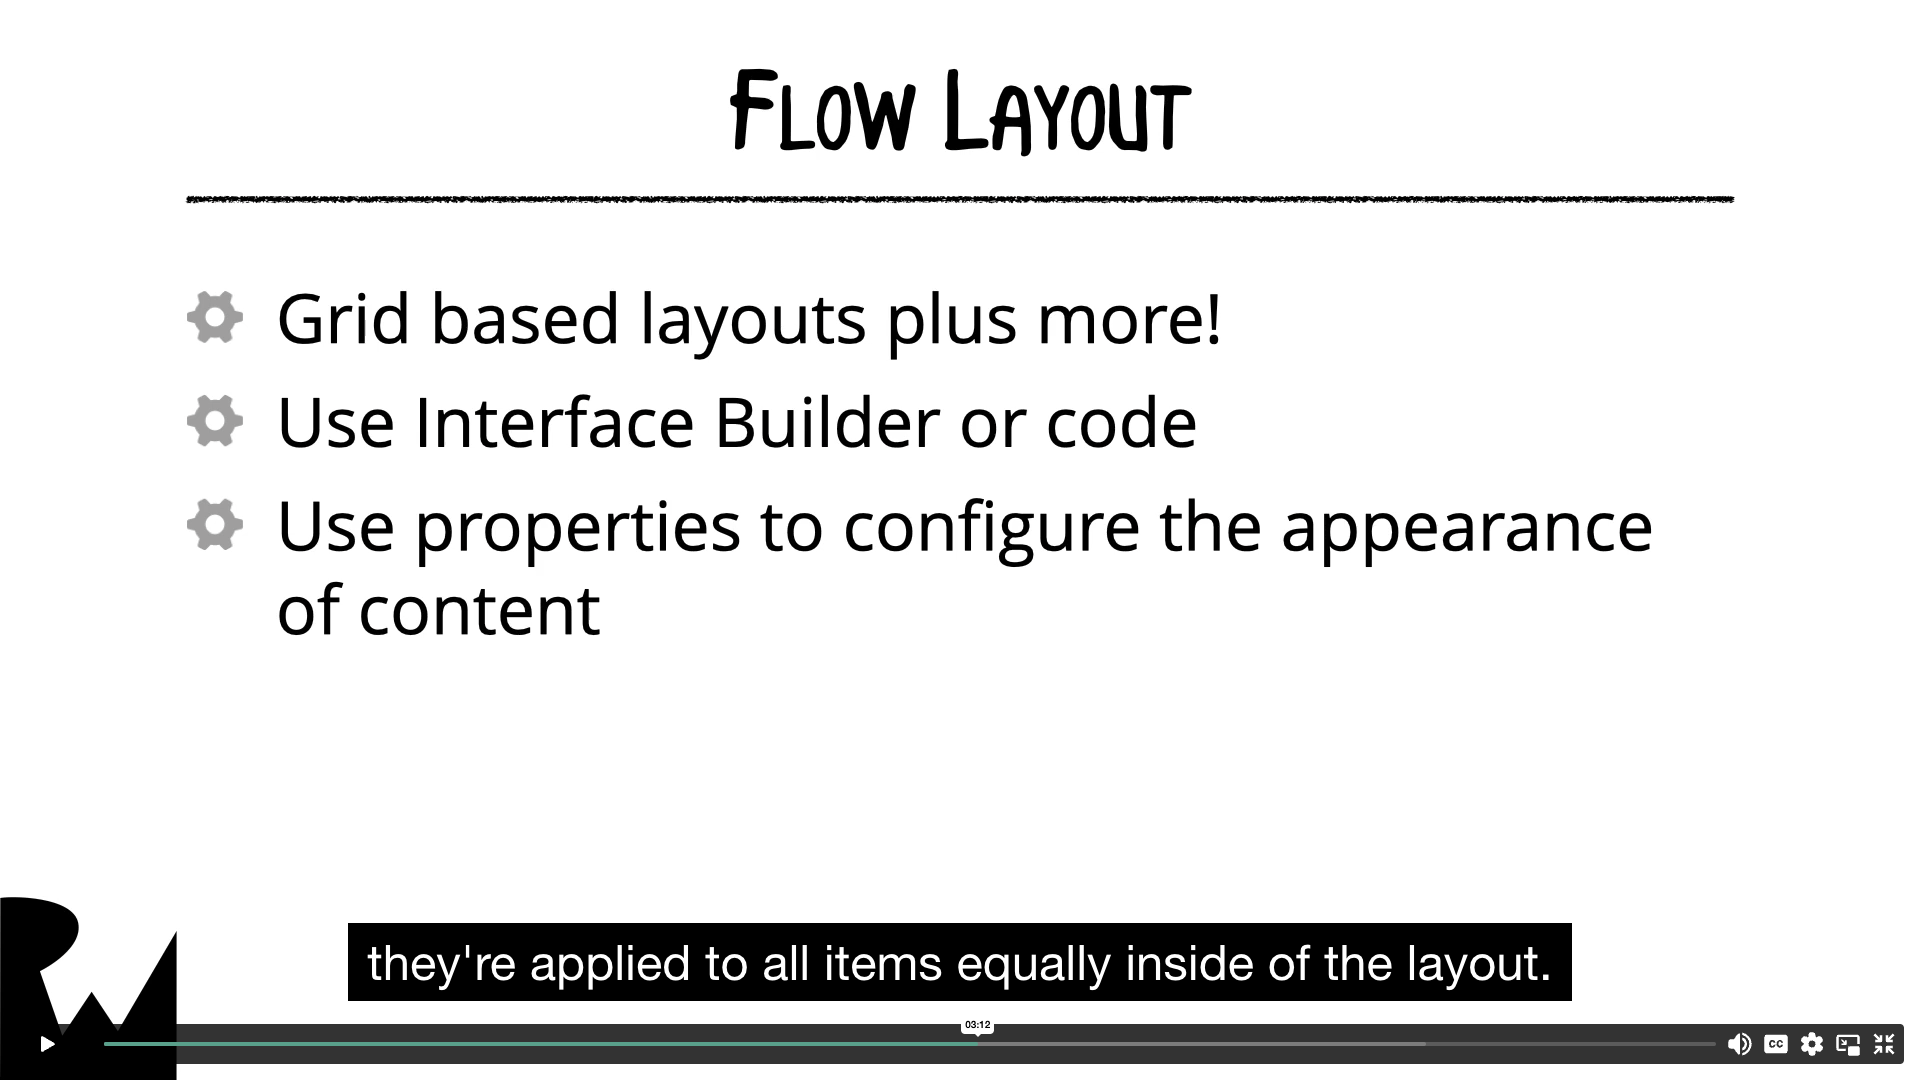 FLOW LAYOUT
Grid based layouts plus more!
Use Interface Builder or code
Use properties to configure the appearance
of content
they're applied to all items equally inside of the layout.
03:12
CC